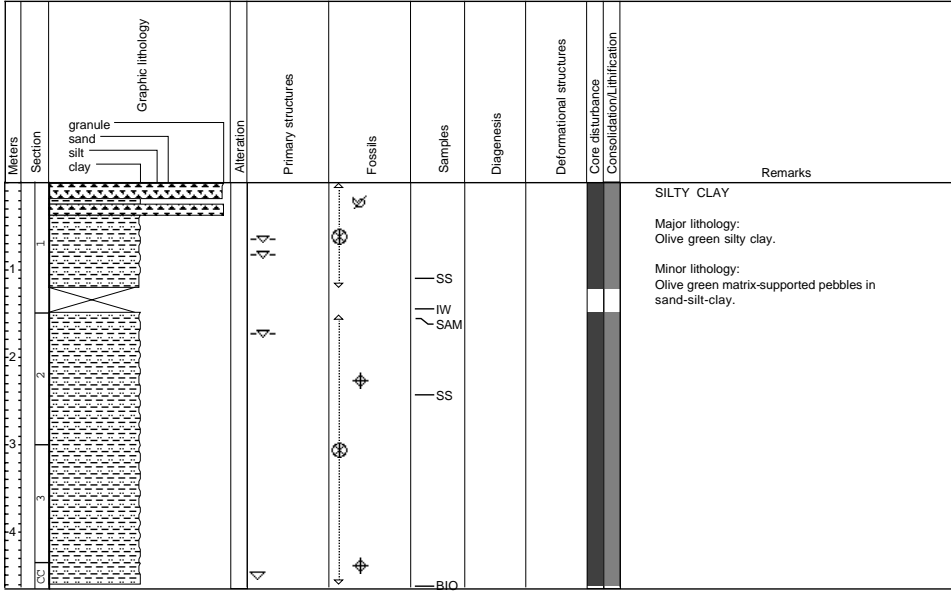 Meters
Section
Graphic lithology
granule
sand
silt
clay
Alteration
Primary structures
Fossils
Samples
Diagenesis
Deformational structures
Core disturbance
Consolidation/Lithification
Remarks
1
2
3
4
1
2
3
CC
SS
IW
SAM
SS
BIO
SILTY CLAY
Major lithology:
Olive green silty clay.
Minor lithology:
Olive green matrix-supported pebbles in
sand-silt-clay.